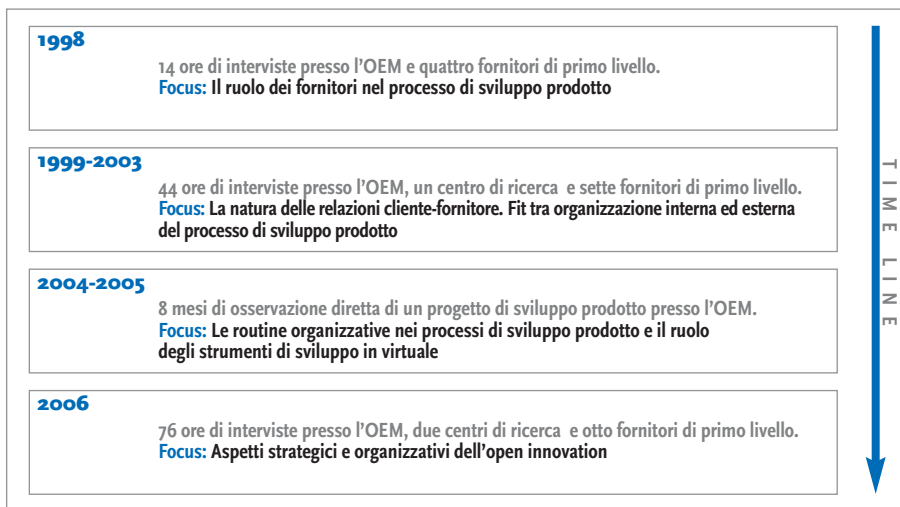 1998
14 ore di interviste presso l’OEM e quattro fornitori di primo livello.
Focus: Il ruolo dei fornitori nel processo di sviluppo prodotto
1999-2003
44 ore di interviste presso l’OEM, un centro di ricerca e sette fornitori di primo livello.
Focus: La natura delle relazioni cliente-fornitore. Fit tra organizzazione interna ed esterna
del processo di sviluppo prodotto
2004-2005
8 mesi di osservazione diretta di un progetto di sviluppo prodotto presso l’OEM.
Focus: Le routine organizzative nei processi di sviluppo prodotto e il ruolo
degli strumenti di sviluppo in virtuale
2006
76 ore di interviste presso l’OEM, due centri di ricerca e otto fornitori di primo livello.
Focus: Aspetti strategici e organizzativi dell’open innovation
TIME LINE